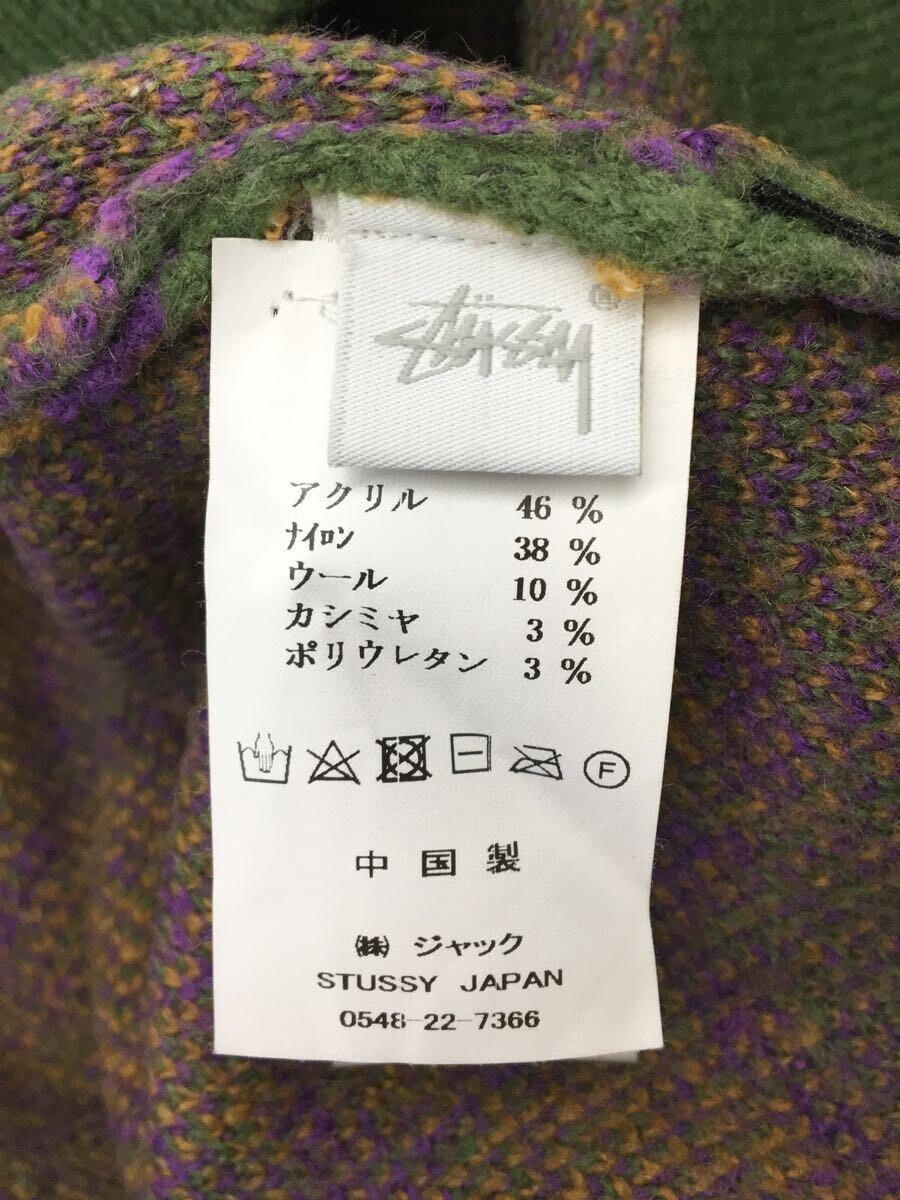 STÜSSY
®
アクリル 46 %
ナイロン 38 %
ウール 10 %
カシミヤ 3 %
ポリウレタン 3 %
F
中国製
㈱ ジャック
STUSSY JAPAN
0548-22-7366